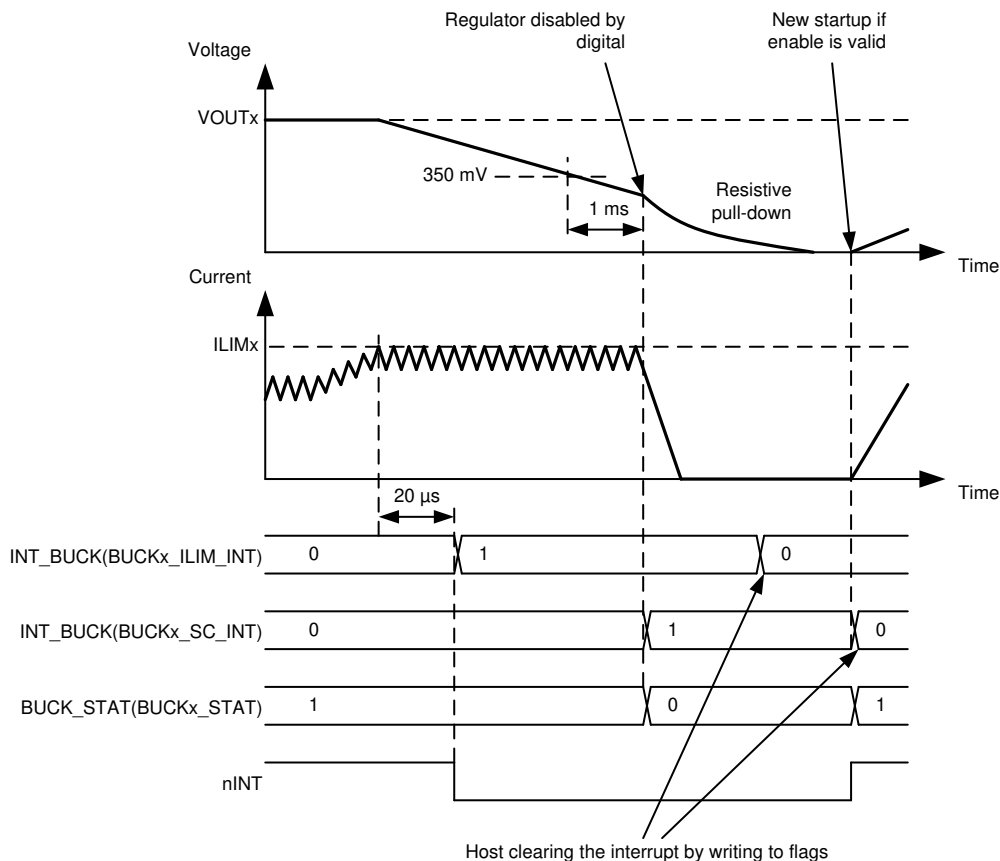 Regulator disabled by
digital
New startup if
enable is valid
Voltage
VOUTx
350 mV
1 ms
Resistive
pull-down
Time
Current
ILIMx
Time
20 µs
INT_BUCK(BUCKx_ILIM_INT)
0
1
0
INT_BUCK(BUCKx_SC_INT)
0
1
0
BUCK_STAT(BUCKx_STAT)
1
0
1
nINT
Host clearing the interrupt by writing to flags